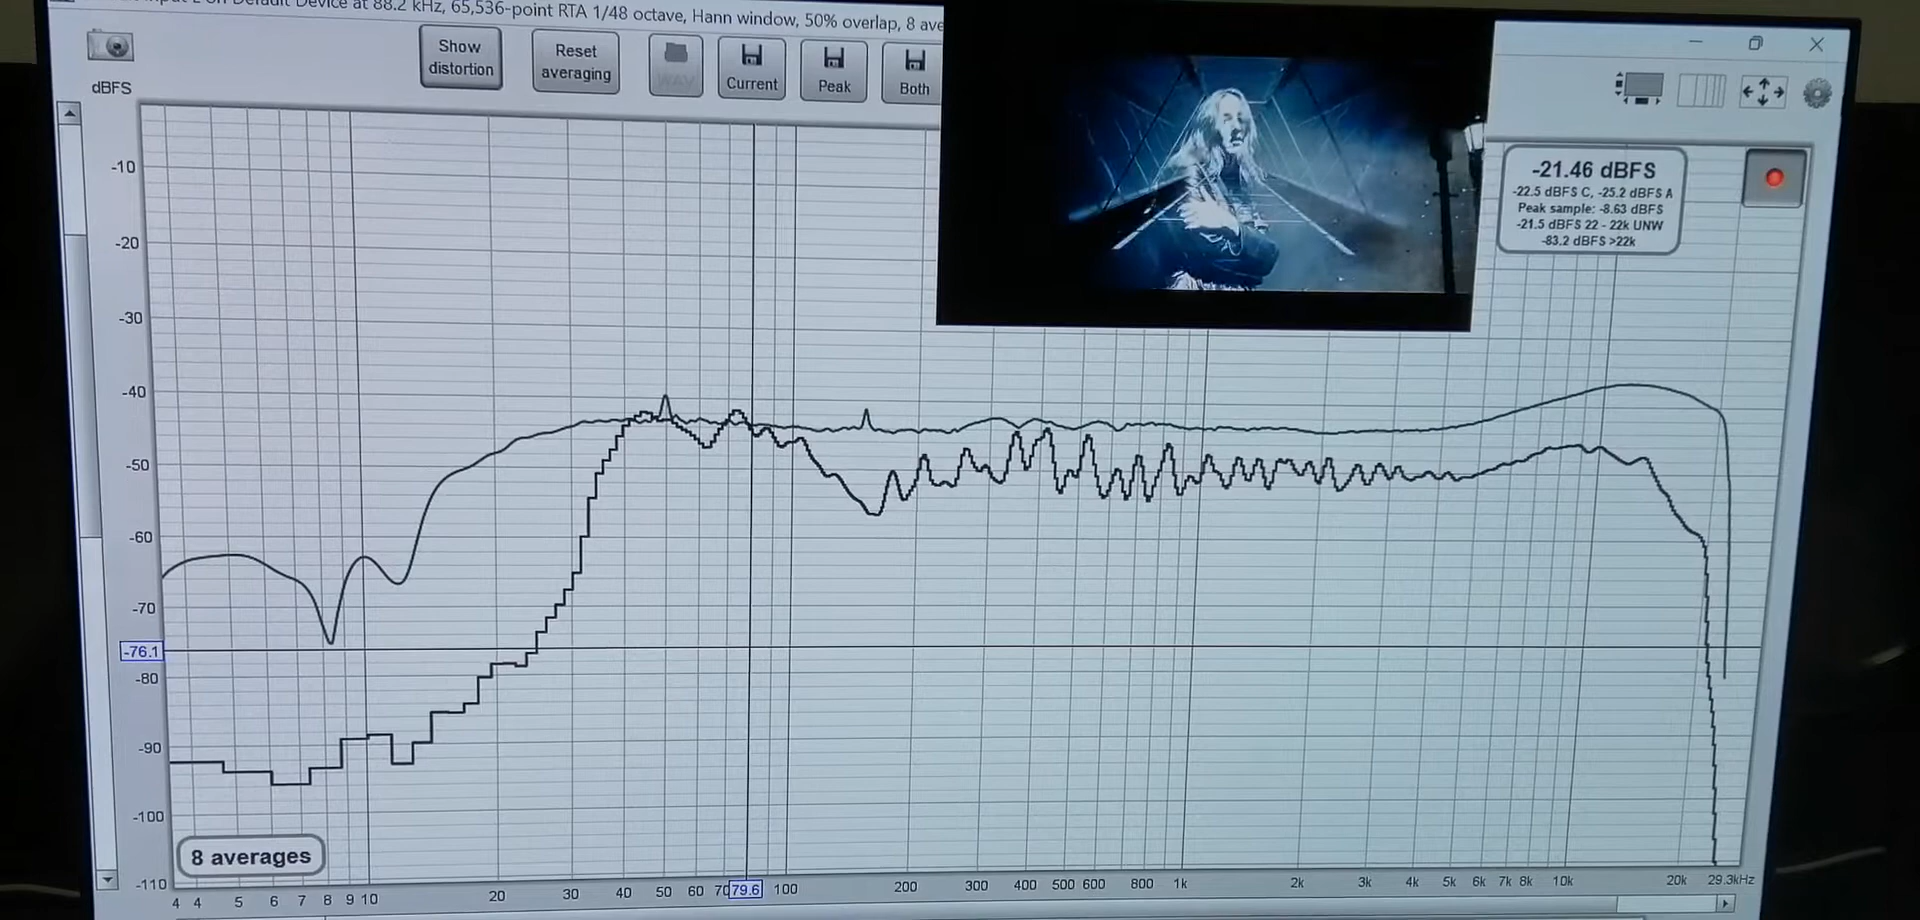 on Default Device at 88.2 kHz, 65,536-point RTA 1/48 octave, Hann window, 50% overlap, 8 ave
dBFS
Show distortion
Reset averaging
WAV
Current
Peak
Both
-21.46 dBFS
-22.5 dBFS C, -25.2 dBFS A
Peak sample: -8.63 dBFS
-21.5 dBFS 22 - 22k UNW
-83.2 dBFS >22k
-10
-20
-30
-40
-50
-60
-70
-76.1
-80
-90
-100
-110
8 averages
4 4 5 6 7 8 9 10 20 30 40 50 60 70 79.6 100 200 300 400 500 600 800 1k 2k 3k 4k 5k 6k 7k 8k 10k 20k 29.3kHz